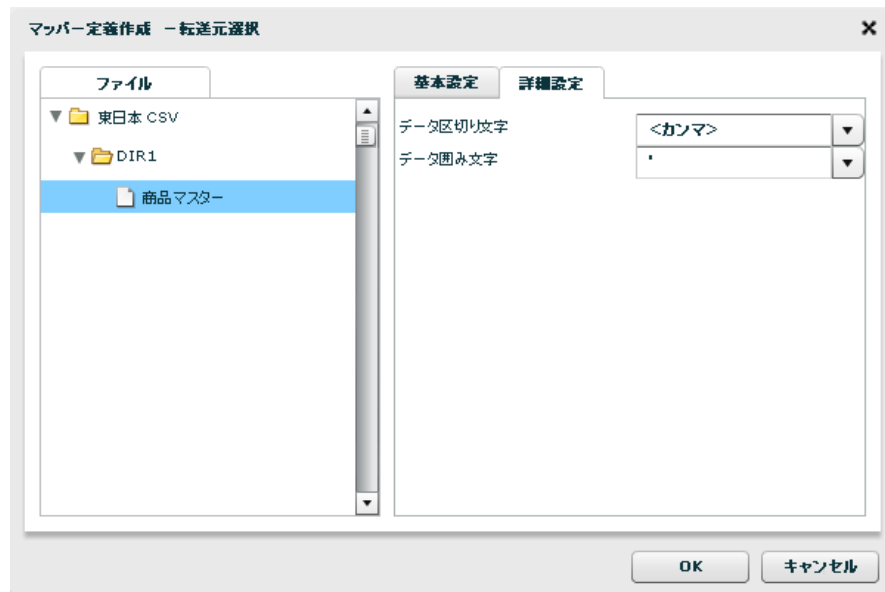 マッパー定義作成 －転送元選択
ファイル
東日本 CSV
DIR1
商品マスター
基本設定 詳細設定
データ区切り文字 <カンマ>
データ囲み文字 '
OK キャンセル